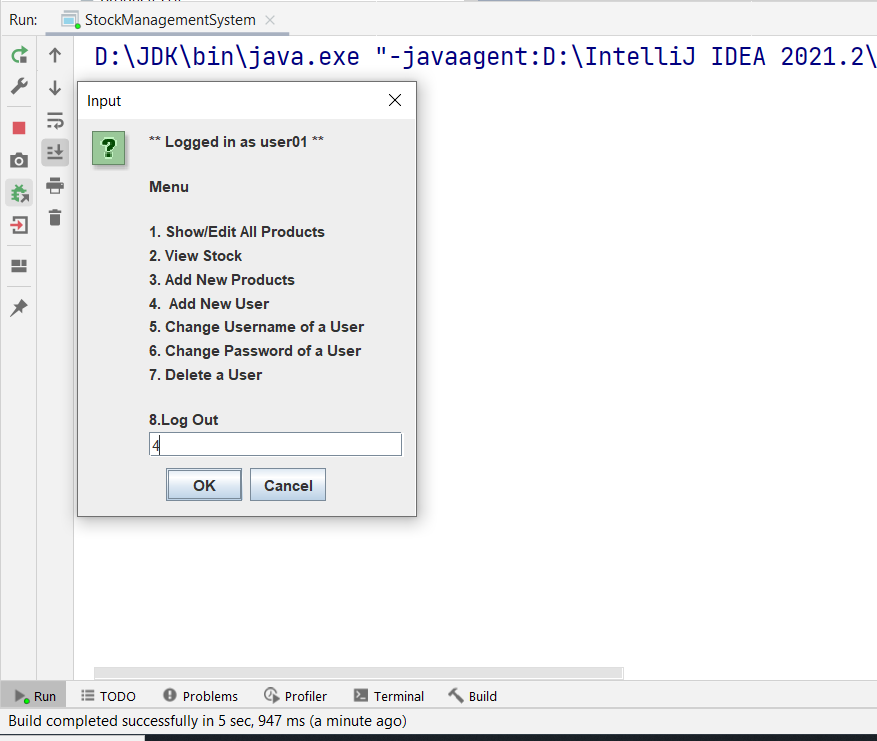 Run: StockManagementSystem
D:\JDK\bin\java.exe "-javaagent:D:\IntelliJ IDEA 2021.2\
Input
** Logged in as user01 **
Menu
1. Show/Edit All Products
2. View Stock
3. Add New Products
4.  Add New User
5. Change Username of a User
6. Change Password of a User
7. Delete a User
8.Log Out
4
OK Cancel
Run TODO Problems Profiler Terminal Build
Build completed successfully in 5 sec, 947 ms (a minute ago)